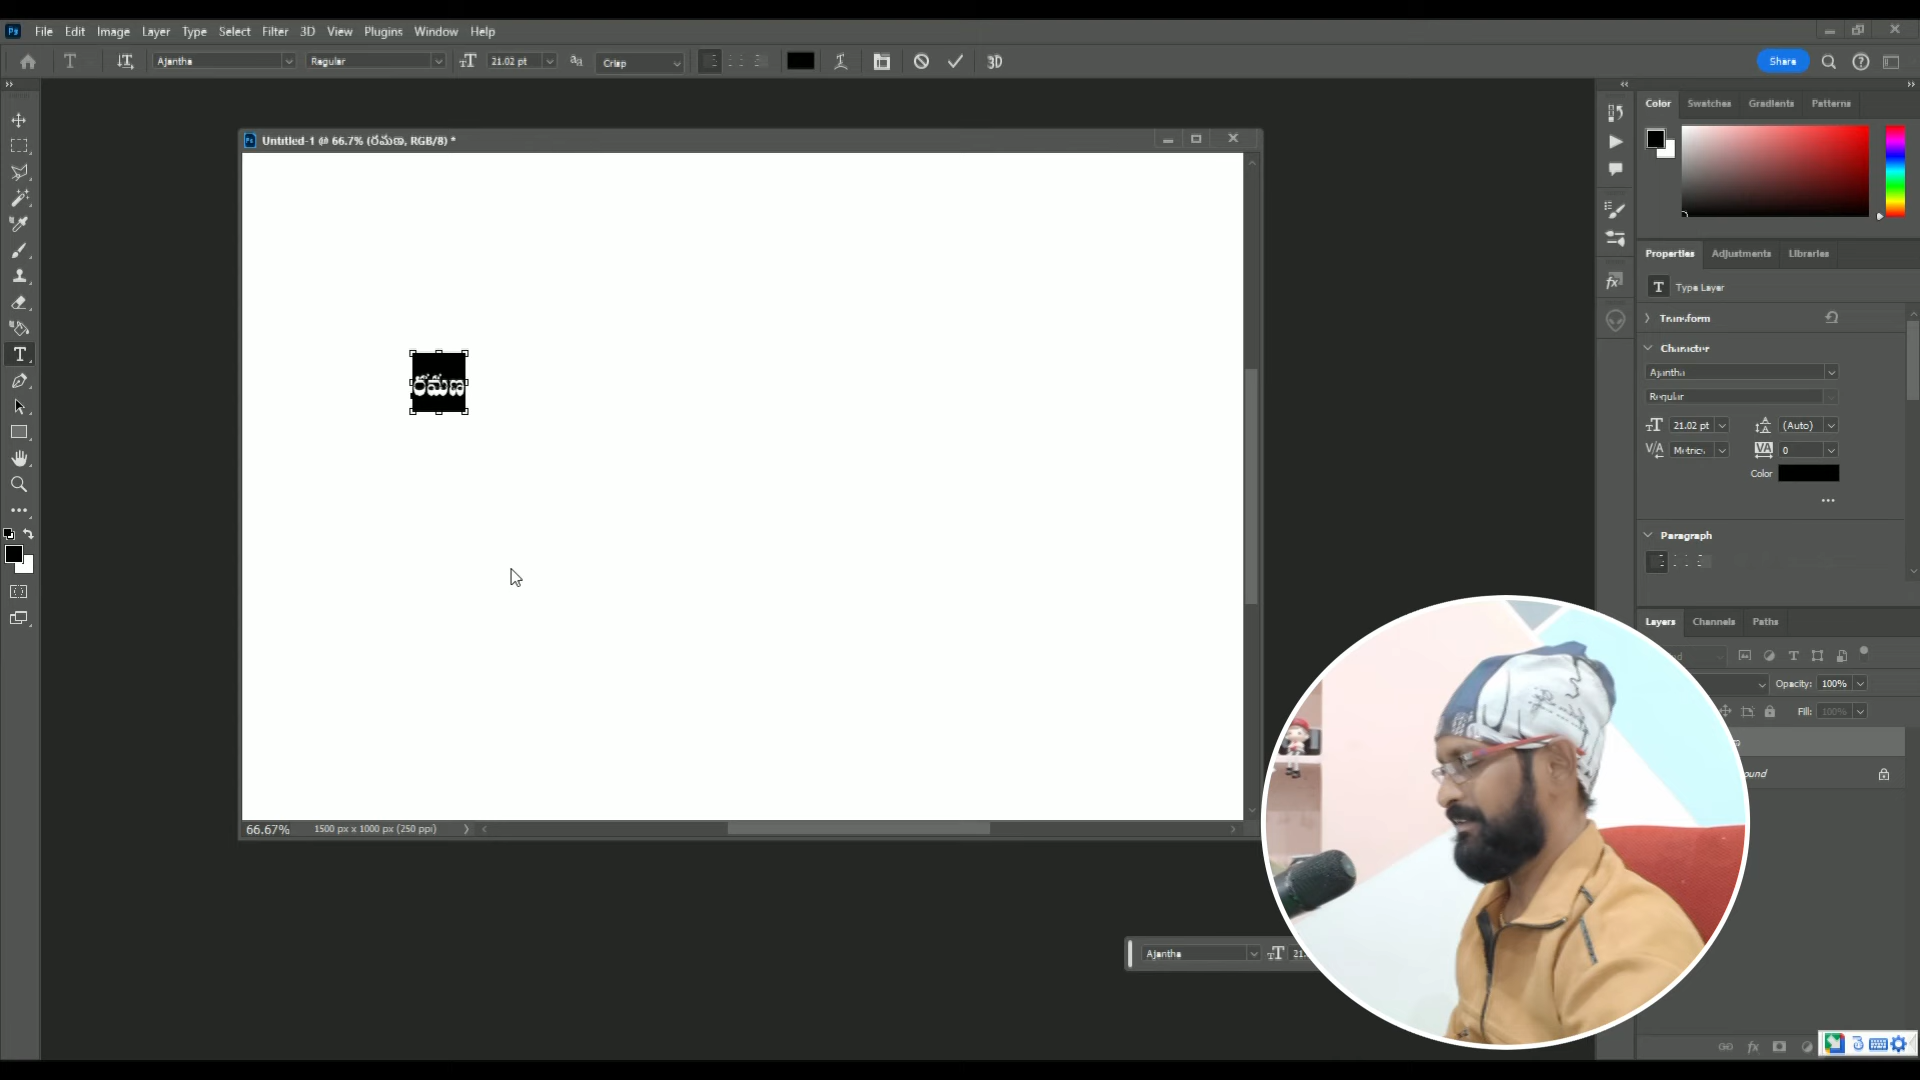 Ps File Edit Image Layer Type Select Filter 3D View Plugins Window Help
Ajantha Regular 21.02 pt Crisp 3D Share
Untitled-1 @ 66.7% (రమణ, RGB/8) *
రమణ
66.67% 1500 px x 1000 px (250 ppi)
Color Swatches Gradients Patterns
Properties Adjustments Libraries
Type Layer
Transform
Character
Ajantha
Regular
21.02 pt (Auto)
Metrics 0
Color
Paragraph
Layers Channels Paths
Opacity: 100%
Fill: 100%
Ajantha